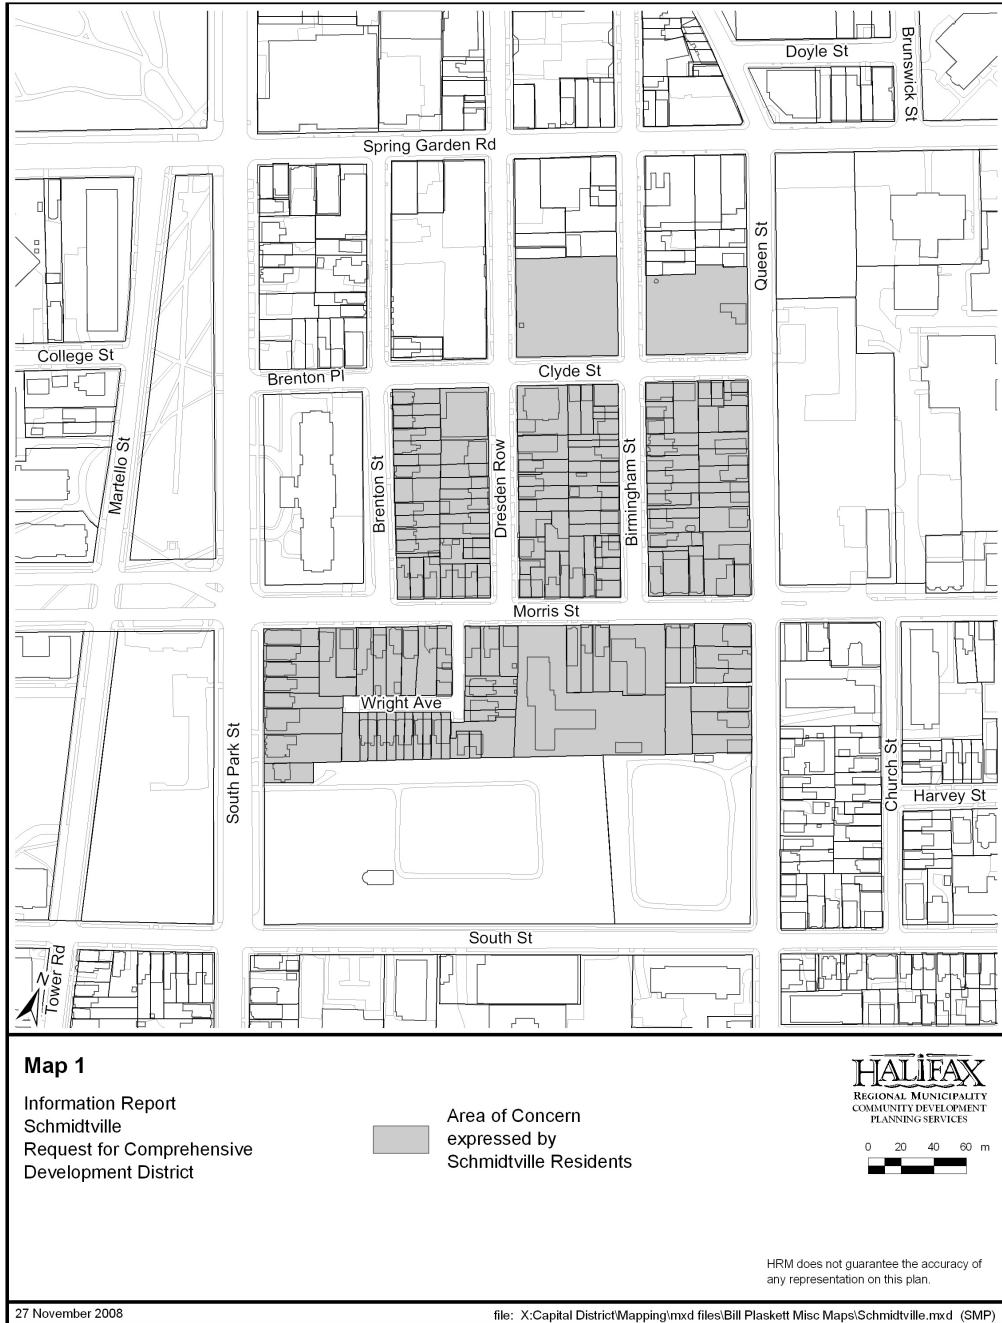 Doyle St
Brunswick St
Spring Garden Rd
Queen St
College St
Brenton Pl
Clyde St
Martello St
Brenton St
Dresden Row
Birmingham St
Morris St
Wright Ave
South Park St
Church St
Harvey St
South St
Tower Rd
N
Map 1
Information Report
Schmidtville
Request for Comprehensive
Development District
Area of Concern
expressed by
Schmidtville Residents
HALIFAX
REGIONAL MUNICIPALITY
COMMUNITY DEVELOPMENT
PLANNING SERVICES
0 20 40 60 m
HRM does not guarantee the accuracy of
any representation on this plan.
27 November 2008
file: X:Capital District\Mapping\mxd files\Bill Plaskett Misc Maps\Schmidtville.mxd (SMP)